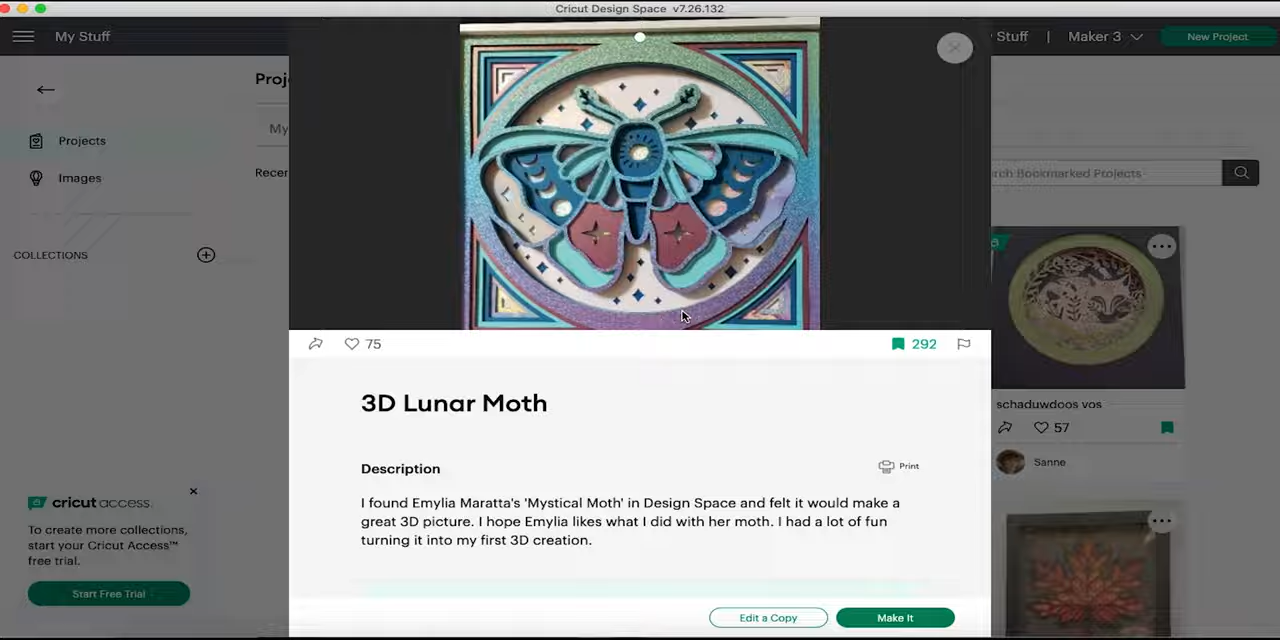 Cricut Design Space v7.26.132
My Stuff
Stuff | Maker 3
New Project
Projects
Images
COLLECTIONS
cricut access.
To create more collections,
start your Cricut Access™
free trial.
Start Free Trial
My
75
292
3D Lunar Moth
Description
Print
I found Emylia Maratta's 'Mystical Moth' in Design Space and felt it would make a
great 3D picture. I hope Emylia likes what I did with her moth. I had a lot of fun
turning it into my first 3D creation.
Edit a Copy
Make It
Bookmarked Projects
schaduwdoos vos
57
Sanne